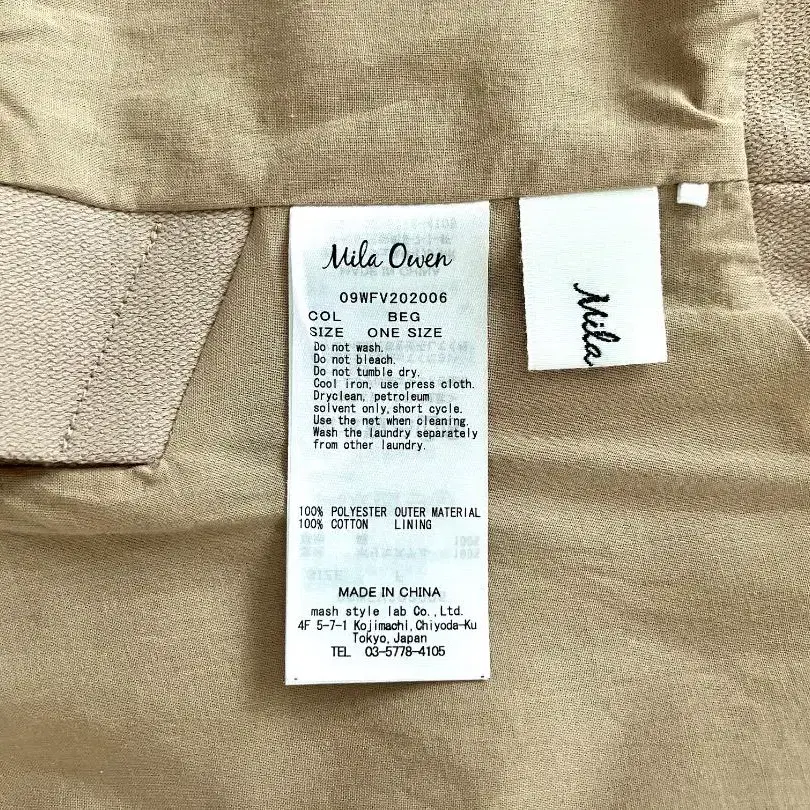 Mila Owen
09WFV202006
COL BEG
SIZE ONE SIZE
Do not wash.
Do not bleach.
Do not tumble dry.
Cool iron, use press cloth.
Dryclean, petroleum
solvent only, short cycle.
Use the net when cleaning.
Wash the laundry separately
from other laundry.
100% POLYESTER OUTER MATERIAL
100% COTTON LINING
MADE IN CHINA
mash style lab Co.,Ltd.
4F 5-7-1 Kojimachi,Chiyoda-Ku
Tokyo,Japan
TEL 03-5778-4105
Mila